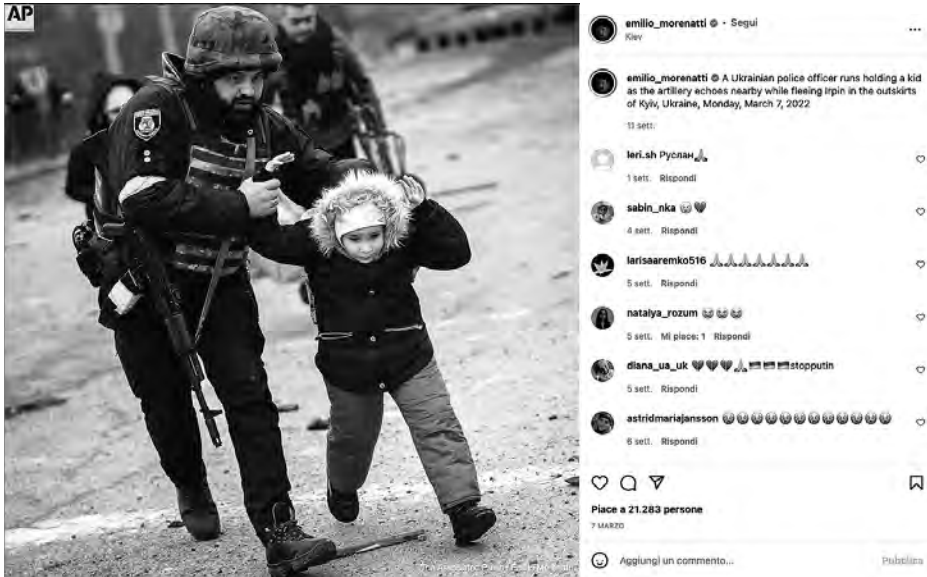 AP
emilio_morenatti • Segui
Kiev
emilio_morenatti A Ukrainian police officer runs holding a kid
as the artillery echoes nearby while fleeing Irpin in the outskirts
of Kyiv, Ukraine, Monday, March 7, 2022
11 sett.
leri.sh Руслан🙏
1 sett. Rispondi
sabin_nka 😢💔
4 sett. Rispondi
larisaaremko516 🙏🙏🙏🙏🙏🙏🙏
5 sett. Rispondi
natalya_rozum 😭😭😭
5 sett. Mi piace: 1 Rispondi
diana_ua_uk 💔💔💔🙏🇺🇦🇺🇦🇺🇦stopputin
5 sett. Rispondi
astridmariajansson 😢😢😢😢😢😢😢😢😢😢😢😢
6 sett. Rispondi
Piace a 21.283 persone
7 MARZO
Aggiungi un commento... Pubblica